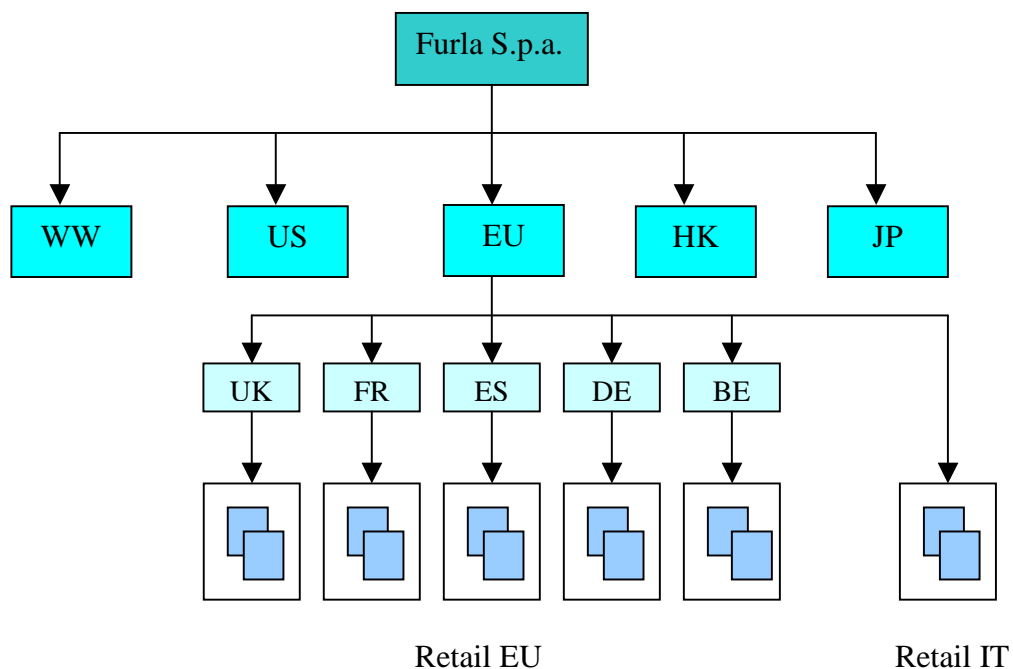 Furla S.p.a.
WW US EU HK JP
UK FR ES DE BE
Retail EU Retail IT